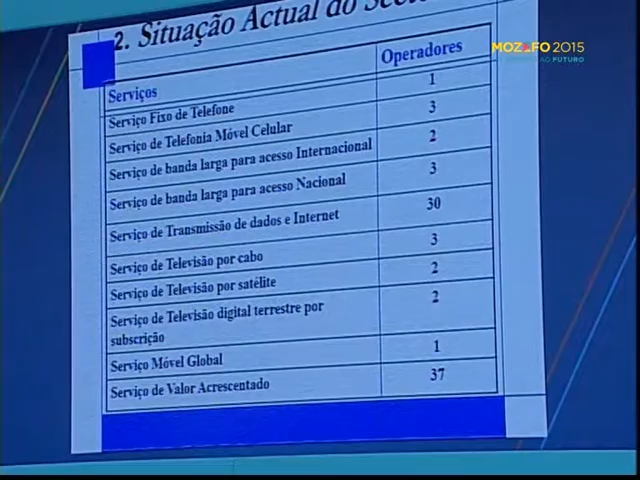 MOZEFO 2015
AO FUTURO
2. Situação Actual do
Serviços Operadores
Serviço Fixo de Telefone 1
Serviço de Telefonia Móvel Celular 3
Serviço de banda larga para acesso Internacional 2
Serviço de banda larga para acesso Nacional 3
Serviço de Transmissão de dados e Internet 30
Serviço de Televisão por cabo 3
Serviço de Televisão por satélite 2
Serviço de Televisão digital terrestre por 2
subscrição
Serviço Móvel Global 1
Serviço de Valor Acrescentado 37